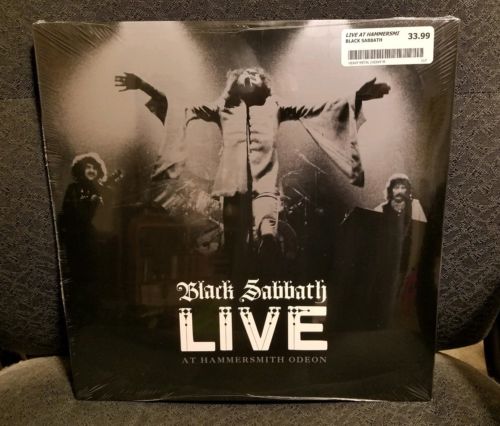 LIVE AT HAMMERSMI
BLACK SABBATH
33.99
Black Sabbath
LIVE
AT HAMMERSMITH ODEON